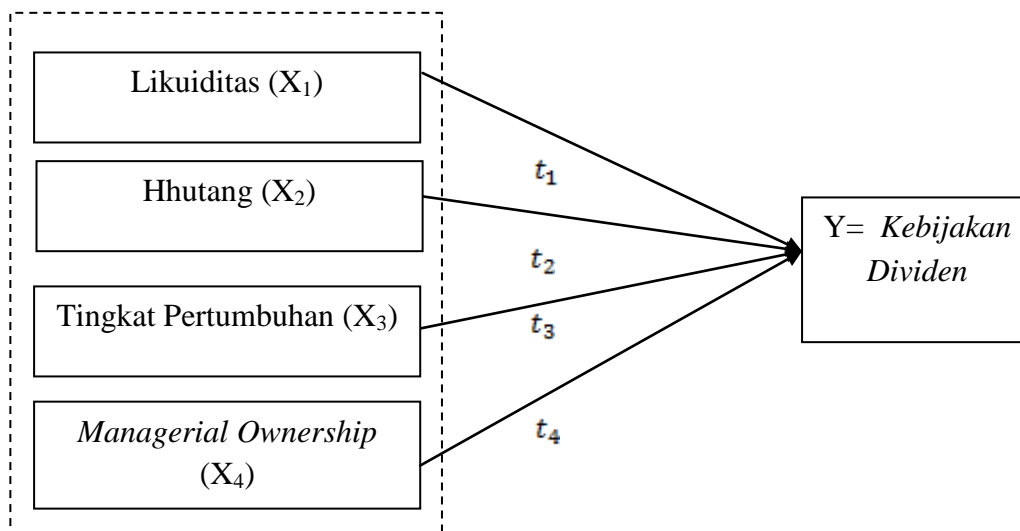 Likuiditas (X₁)
Hhutang (X₂)
Tingkat Pertumbuhan (X₃)
Managerial Ownership
(X₄)
t₁
t₂
t₃
t₄
Y= Kebijakan
Dividen